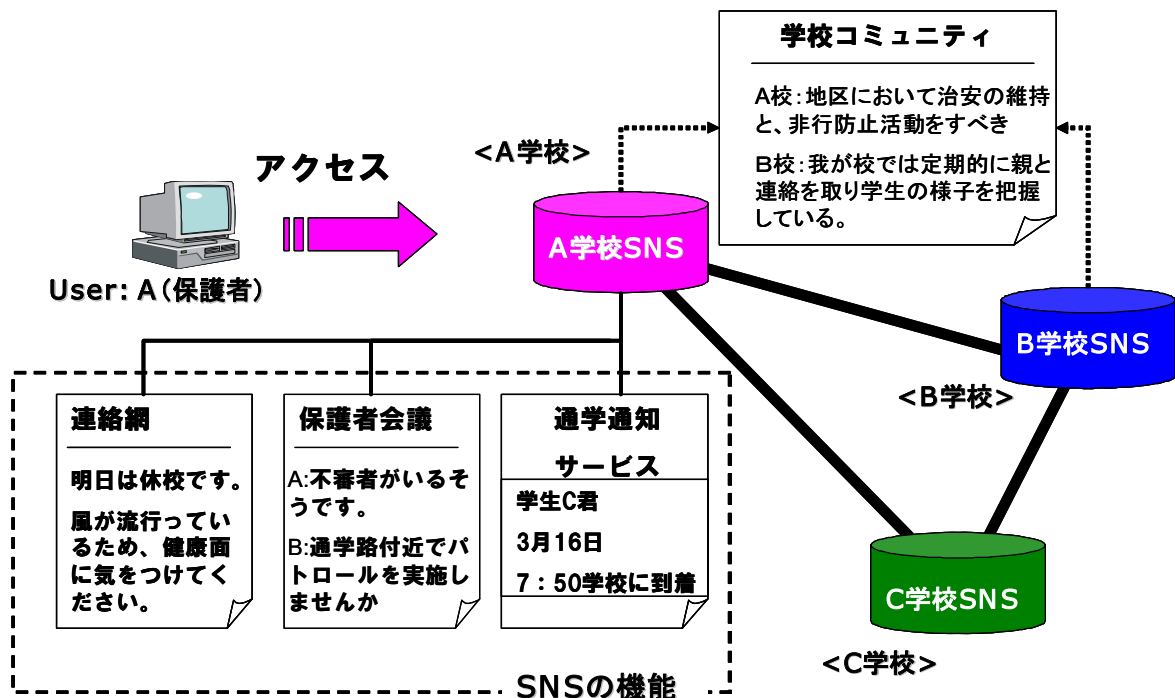 学校コミュニティ
A校：地区において治安の維持
と、非行防止活動をすべき
B校：我が校では定期的に親と
連絡を取り学生の様子を把握
している。
<A学校>
アクセス
A学校SNS
User: A（保護者）
B学校SNS
<B学校>
連絡網
明日は休校です。
風が流行ってい
るため、健康面
に気をつけてく
ださい。
保護者会議
A:不審者がいるそ
うです。
B:通学路付近でパ
トロールを実施し
ませんか
通学通知
サービス
学生C君
3月16日
7：50学校に到着
C学校SNS
<C学校>
SNSの機能